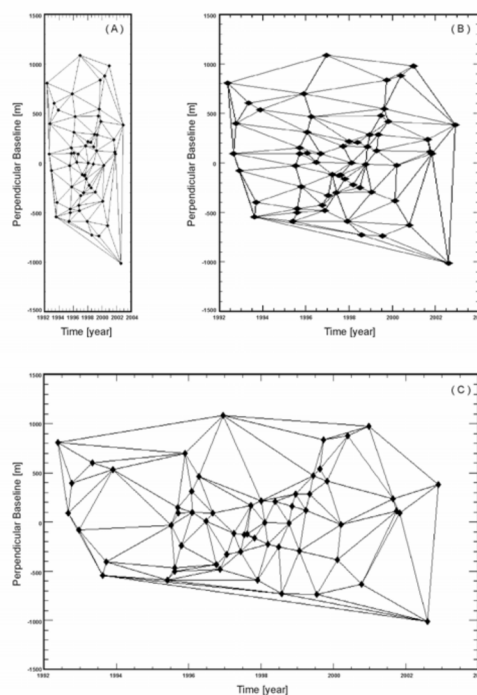 ( A )
Perpendicular Baseline [m]
1500
1000
500
0
-500
-1000
-1500
1992 1994 1996 1998 2000 2002 2004
Time [year]
( B )
Perpendicular Baseline [m]
1500
1000
500
0
-500
-1000
-1500
1992 1994 1996 1998 2000 2002
Time [year]
( C )
Perpendicular Baseline [m]
1500
1000
500
0
-500
-1000
-1500
1992 1994 1996 1998 2000 2002
Time [year]